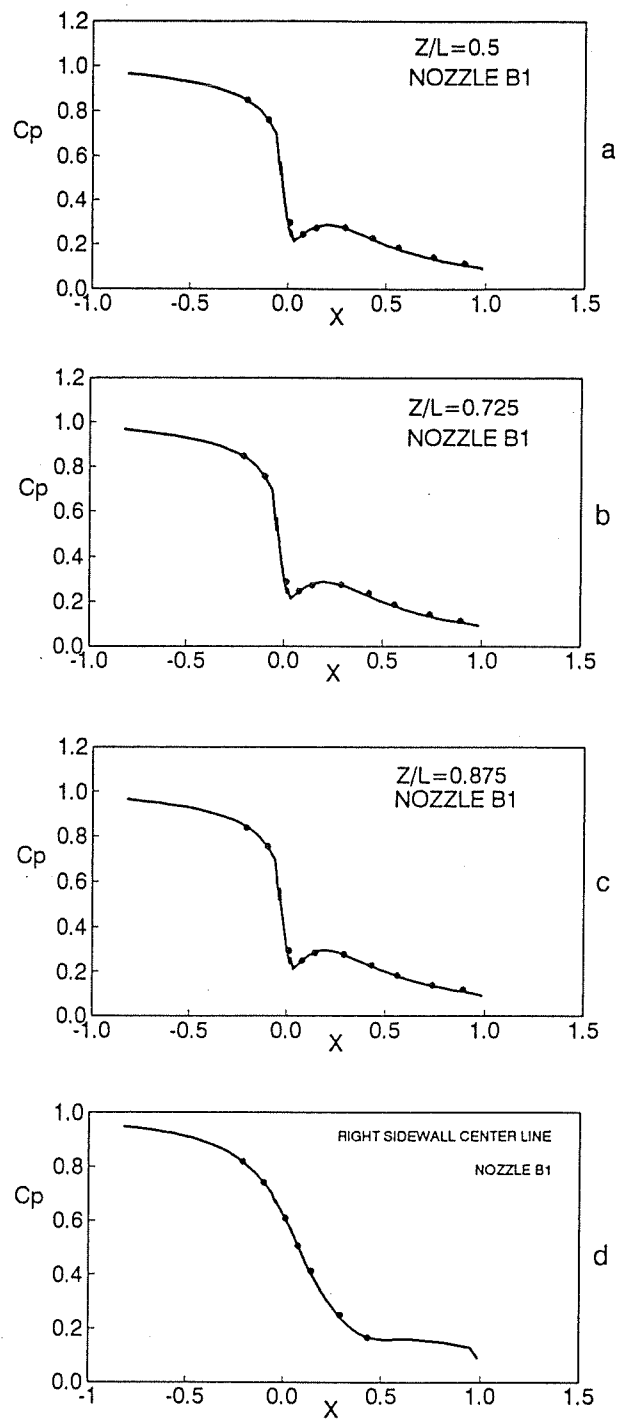 1.2
Z/L=0.5
1.0
NOZZLE B1
0.8
Cp
a
0.6
0.4
0.2
0.0
-1.0 -0.5 0.0 0.5 1.0 1.5
X
1.2
Z/L=0.725
1.0
NOZZLE B1
0.8
Cp
b
0.6
0.4
0.2
0.0
-1.0 -0.5 0.0 0.5 1.0 1.5
X
1.2
Z/L=0.875
1.0
NOZZLE B1
0.8
Cp
c
0.6
0.4
0.2
0.0
-1.0 -0.5 0.0 0.5 1.0 1.5
X
1.0
RIGHT SIDEWALL CENTER LINE
0.8
NOZZLE B1
Cp
0.6
d
0.4
0.2
0.0
-1 -0.5 0.0 0.5 1.0 1.5
X